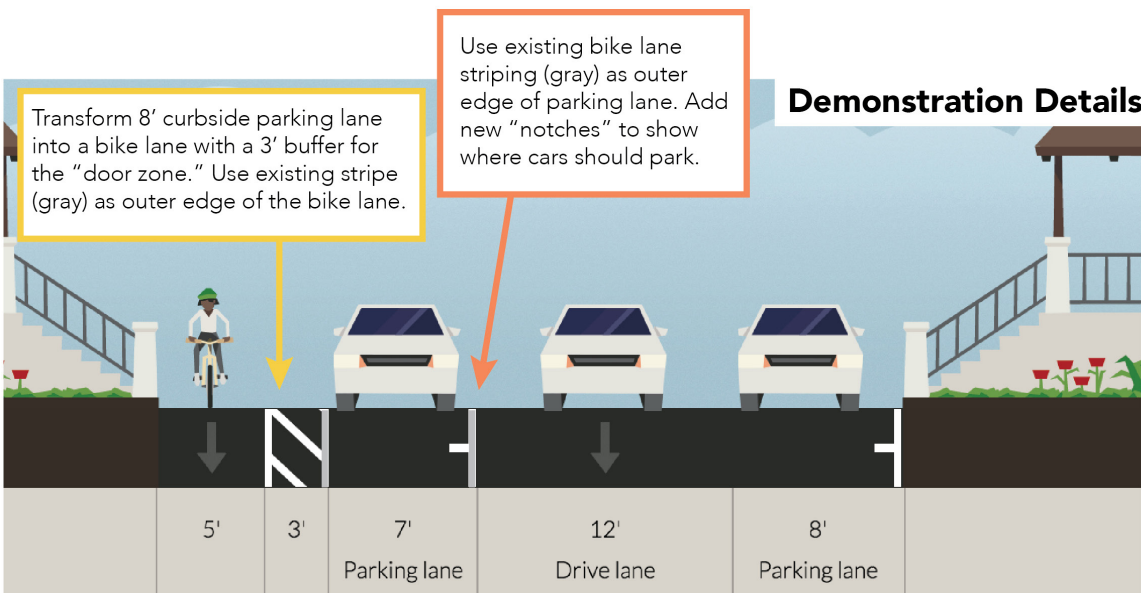 Use existing bike lane
striping (gray) as outer
edge of parking lane. Add
new “notches” to show
where cars should park.
Demonstration Details
Transform 8’ curbside parking lane
into a bike lane with a 3’ buffer for
the “door zone.” Use existing stripe
(gray) as outer edge of the bike lane.
5'
3'
7'
12'
8'
Parking lane
Drive lane
Parking lane